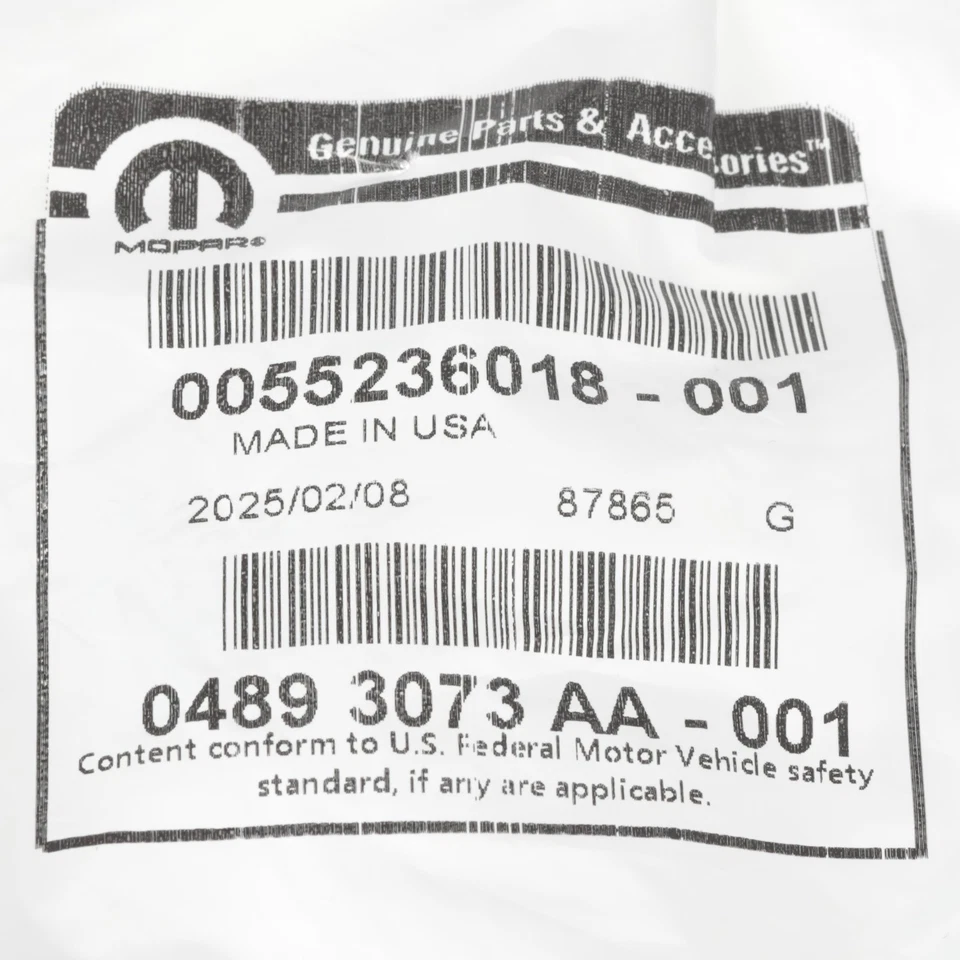 Genuine Parts & Accessories™
MOPAR®
0055236018 - 001
MADE IN USA
2025/02/08 87865 G
0489 3073 AA - 001
Content conform to U.S. Federal Motor Vehicle safety
standard, if any are applicable.